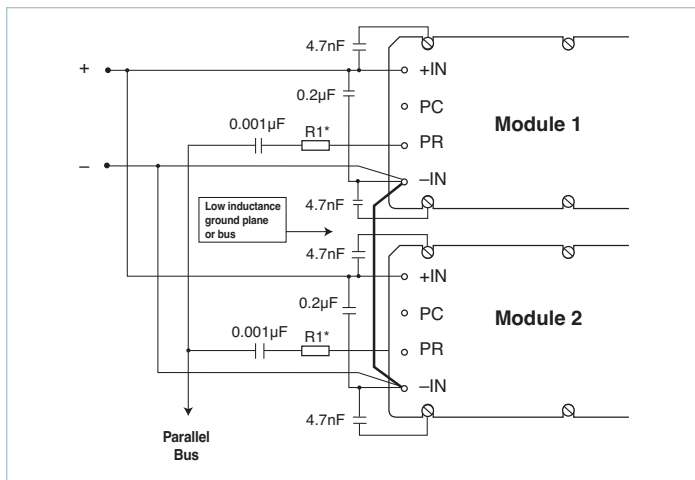 4.7nF
+
+IN
0.2µF
PC
Module 1
0.001µF
R1*
PR
–
–IN
4.7nF
Low inductance
ground plane
or bus
4.7nF
+IN
0.2µF
PC
Module 2
0.001µF
R1*
PR
–IN
4.7nF
Parallel
Bus